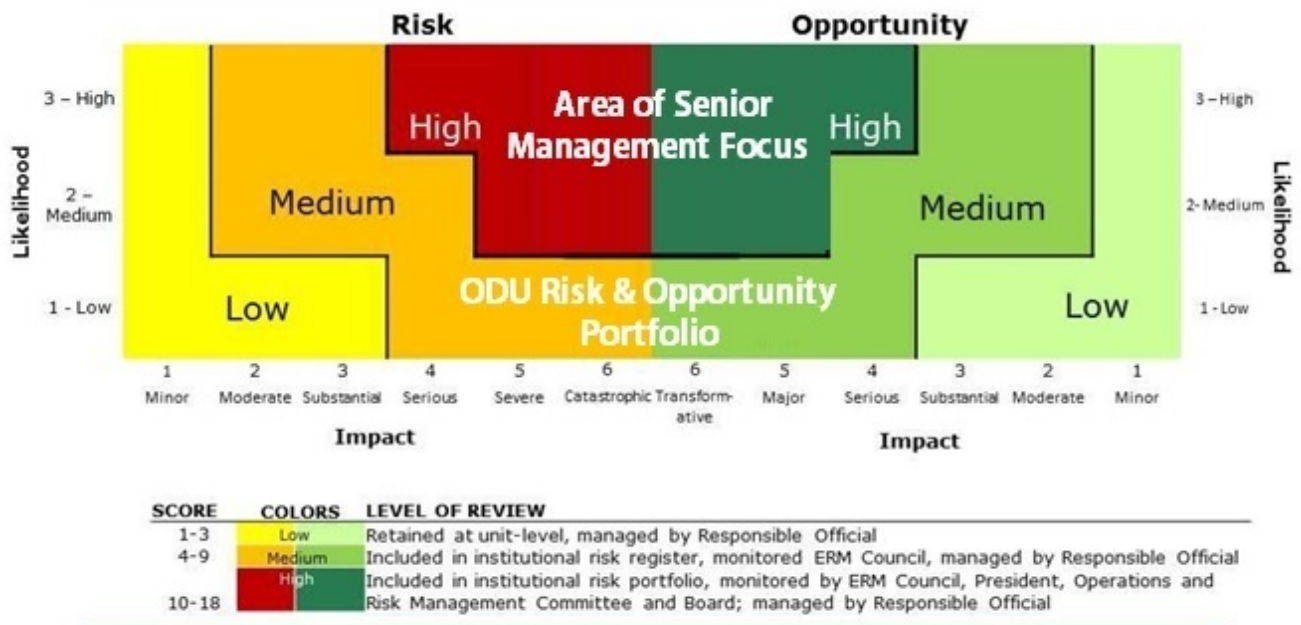 Risk
Opportunity
3 – High
High
Area of Senior
Management Focus
High
3 – High
Likelihood
2 –
Medium
Medium
Medium
2- Medium
Likelihood
1 - Low
Low
ODU Risk & Opportunity
Portfolio
Low
1 - Low
1 2 3 4 5 6 6 5 4 3 2 1
Minor Moderate Substantial Serious Severe Catastrophic Transform- Major Serious Substantial Moderate Minor
ative
Impact
Impact
SCORE COLORS LEVEL OF REVIEW
1-3 Low Retained at unit-level, managed by Responsible Official
4-9 Medium Included in institutional risk register, monitored ERM Council, managed by Responsible Official
High Included in institutional risk portfolio, monitored by ERM Council, President, Operations and
10-18 Risk Management Committee and Board; managed by Responsible Official